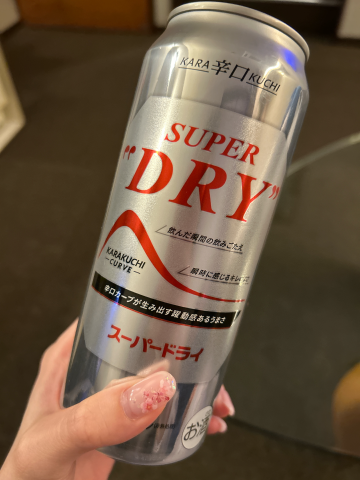 KARA 辛口 KUCHI
SUPER
"DRY"
飲んだ瞬間の飲みごたえ
KARAKUCHI
CURVE
瞬時に感じるキレ
辛口カーブが生み出す躍動感あるうまさ
スーパードライ
お酒